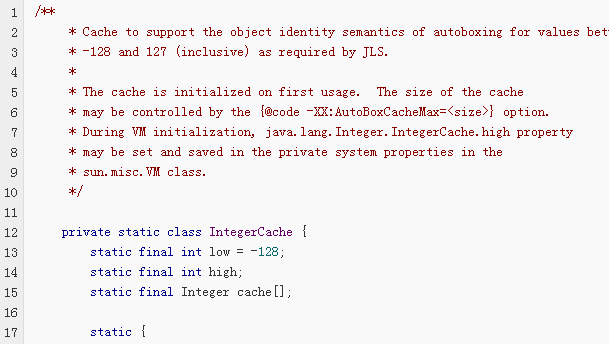 1 /**
2 * Cache to support the object identity semantics of autoboxing for values
3 * -128 and 127 (inclusive) as required by JLS.
4 *
5 * The cache is initialized on first usage.  The size of the cache
6 * may be controlled by the {@code -XX:AutoBoxCacheMax=<size>} option.
7 * During VM initialization, java.lang.Integer.IntegerCache.high property
8 * may be set and saved in the private system properties in the
9 * sun.misc.VM class.
10 */
11
12 private static class IntegerCache {
13 static final int low = -128;
14 static final int high;
15 static final Integer cache[];
16
17 static {